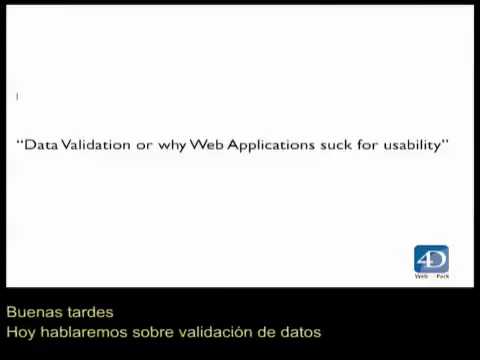 “Data Validation or why Web Applications suck for usability”
4D
Web Pack
Buenas tardes
Hoy hablaremos sobre validación de datos